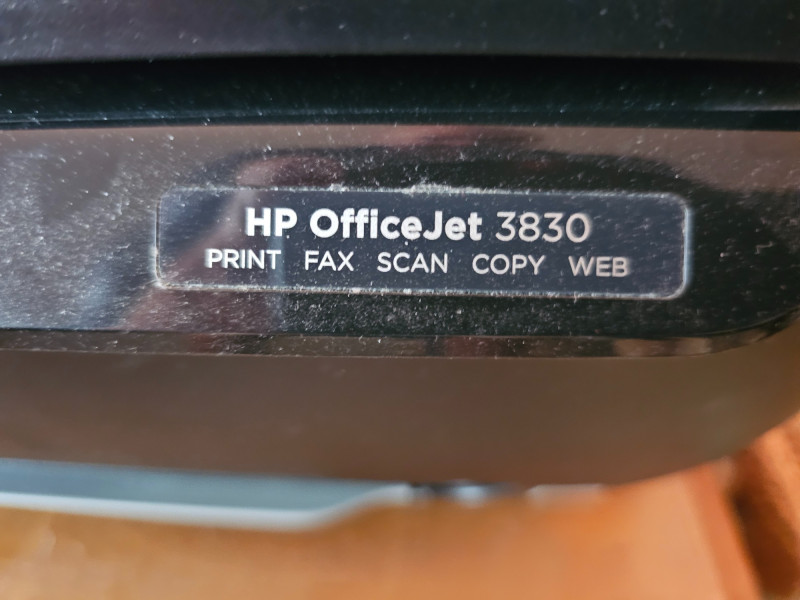 HP OfficeJet 3830
PRINT FAX SCAN COPY WEB